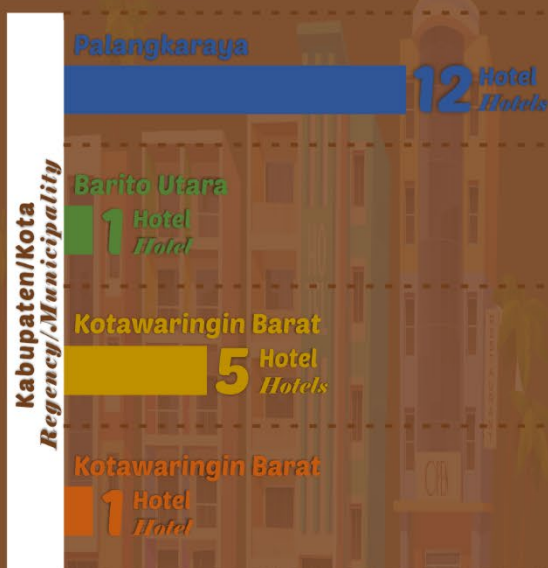 Kabupaten/Kota
Regency/Municipality
Palangkaraya
12 Hotel
Hotels
Barito Utara
1 Hotel
Hotel
Kotawaringin Barat
5 Hotel
Hotels
Kotawaringin Barat
1 Hotel
Hotel